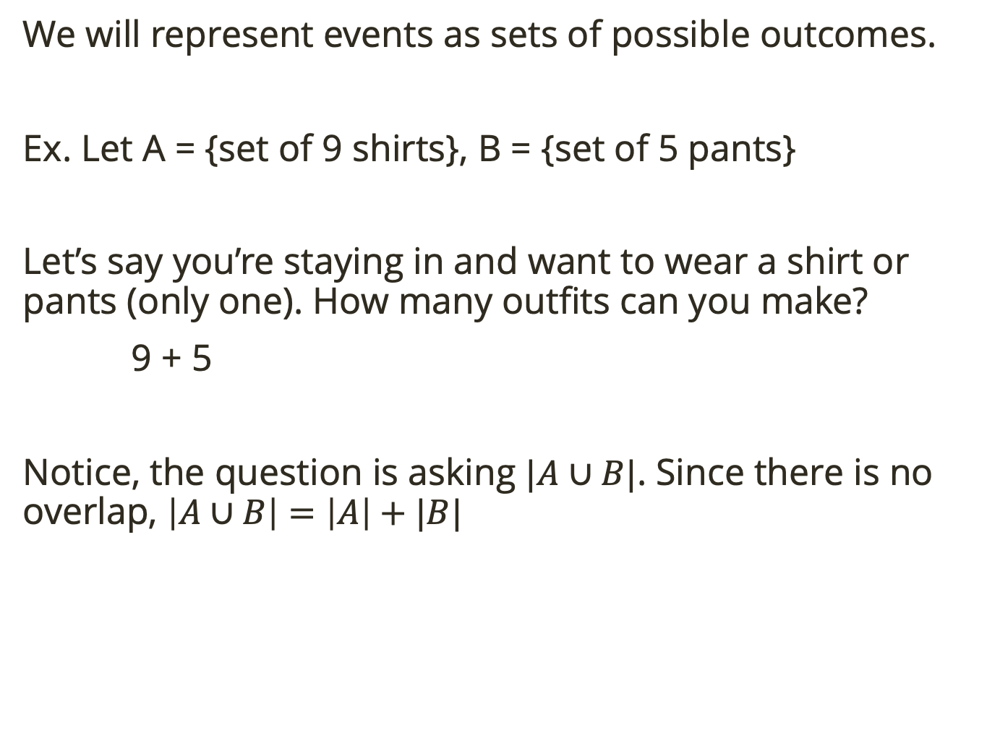 We will represent events as sets of possible outcomes.
Ex. Let A = {set of 9 shirts}, B = {set of 5 pants}
Let’s say you’re staying in and want to wear a shirt or
pants (only one). How many outfits can you make?
9 + 5
Notice, the question is asking |𝐴 ∪ 𝐵|. Since there is no
overlap, |𝐴 ∪ 𝐵| = |𝐴| + |𝐵|